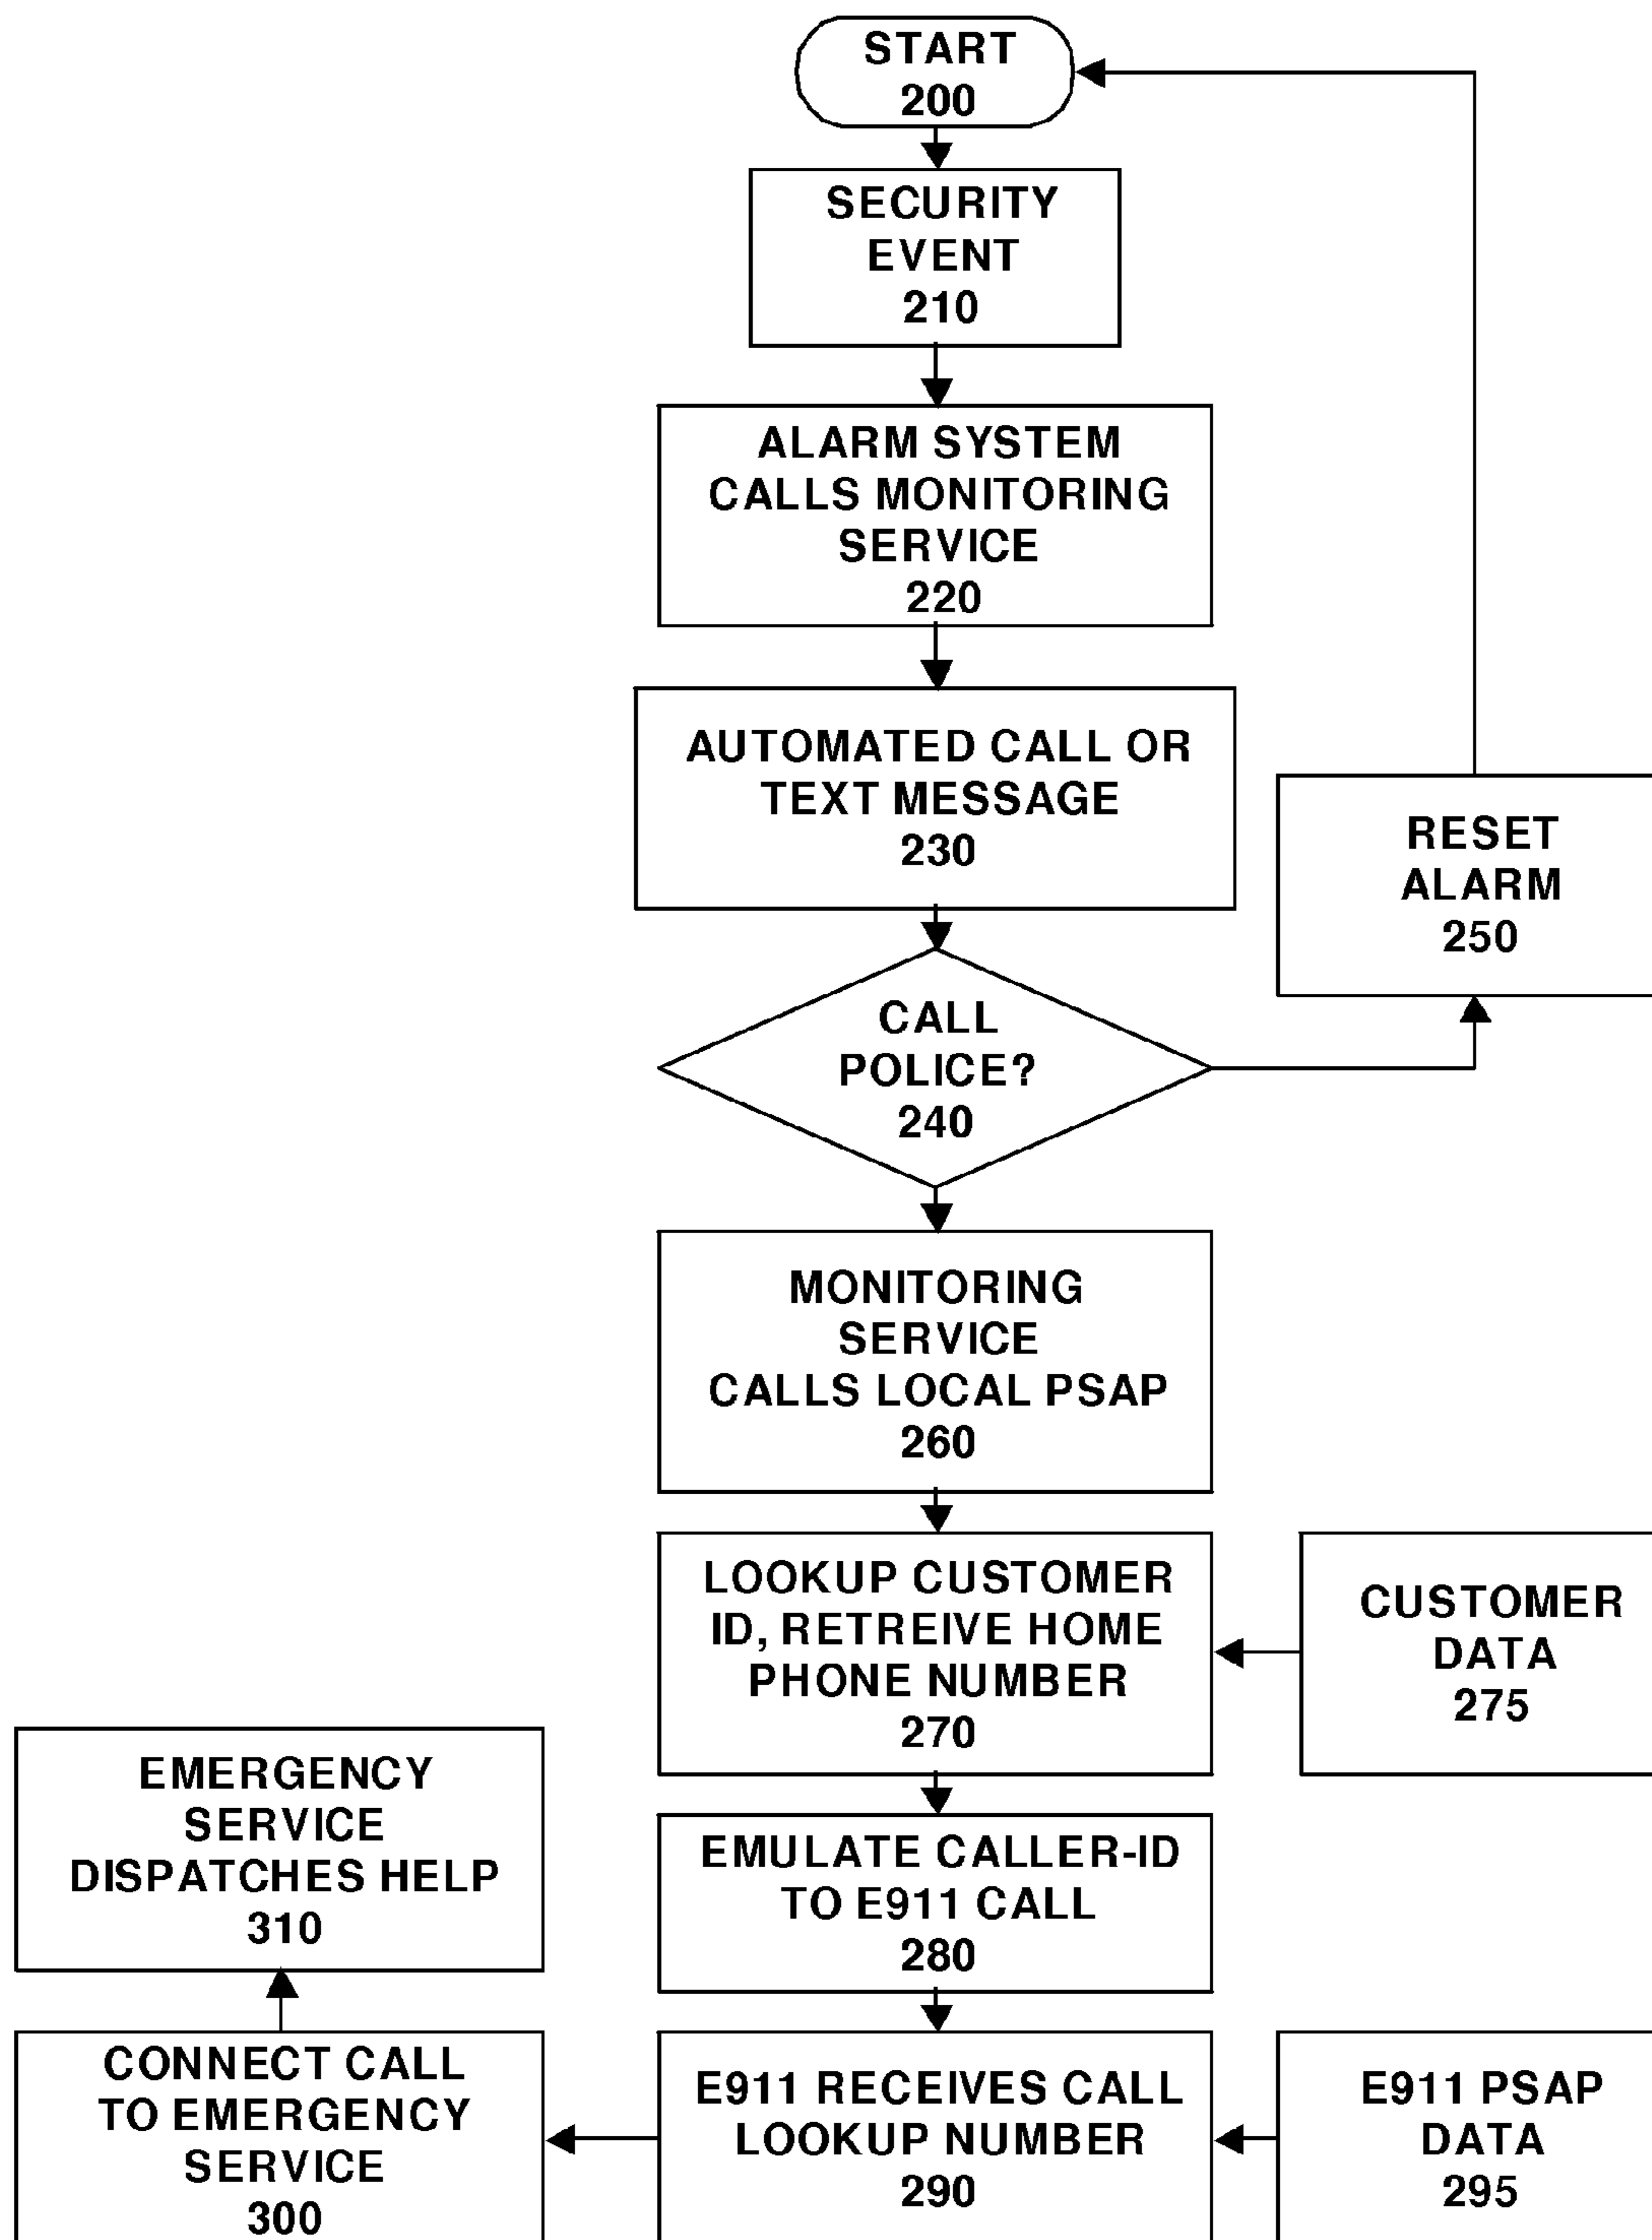 START
200
SECURITY
EVENT
210
ALARM SYSTEM
CALLS MONITORING
SERVICE
220
AUTOMATED CALL OR
TEXT MESSAGE
230
RESET
ALARM
250
CALL
POLICE?
240
MONITORING
SERVICE
CALLS LOCAL PSAP
260
LOOKUP CUSTOMER
ID, RETREIVE HOME
PHONE NUMBER
270
CUSTOMER
DATA
275
EMERGENCY
SERVICE
DISPATCHES HELP
310
EMULATE CALLER-ID
TO E911 CALL
280
CONNECT CALL
TO EMERGENCY
SERVICE
300
E911 RECEIVES CALL
LOOKUP NUMBER
290
E911 PSAP
DATA
295